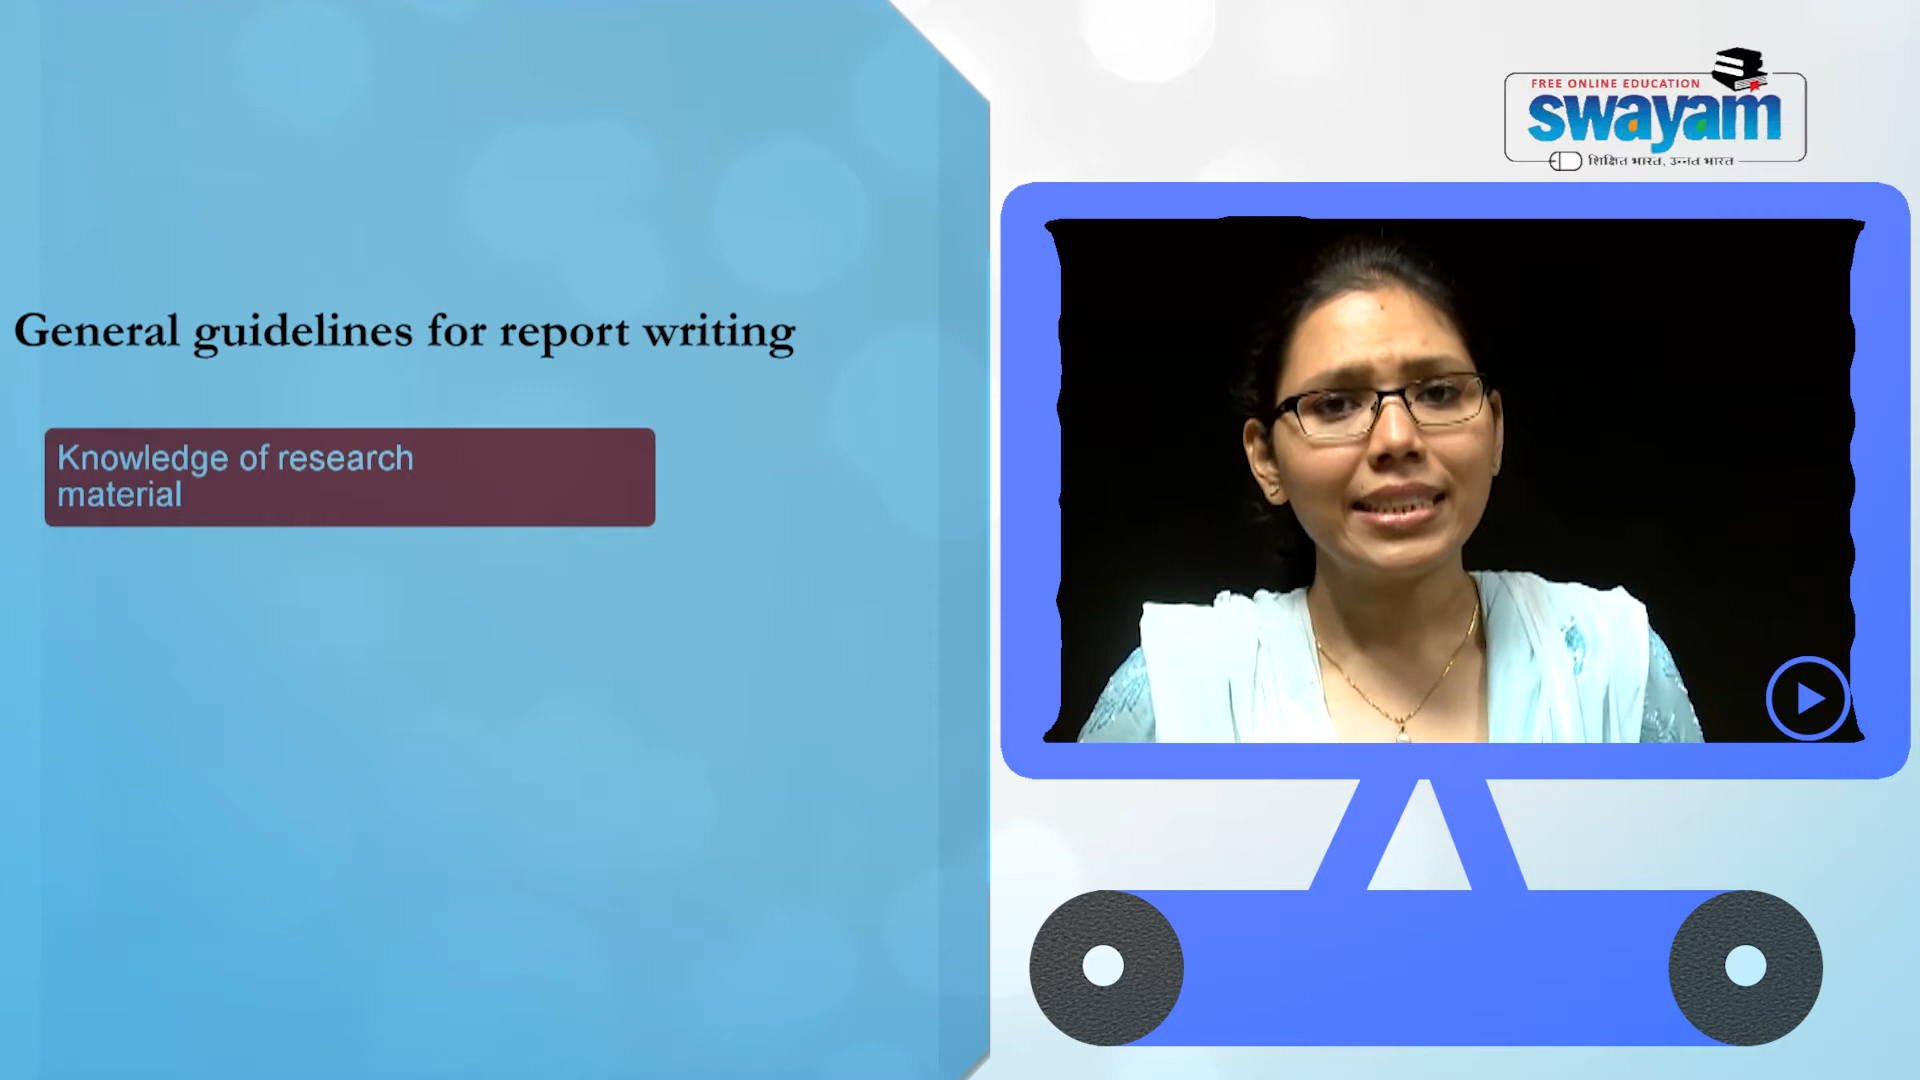 General guidelines for report writing
Knowledge of research
material
FREE ONLINE EDUCATION
swayam
शिक्षित भारत, उन्नत भारत